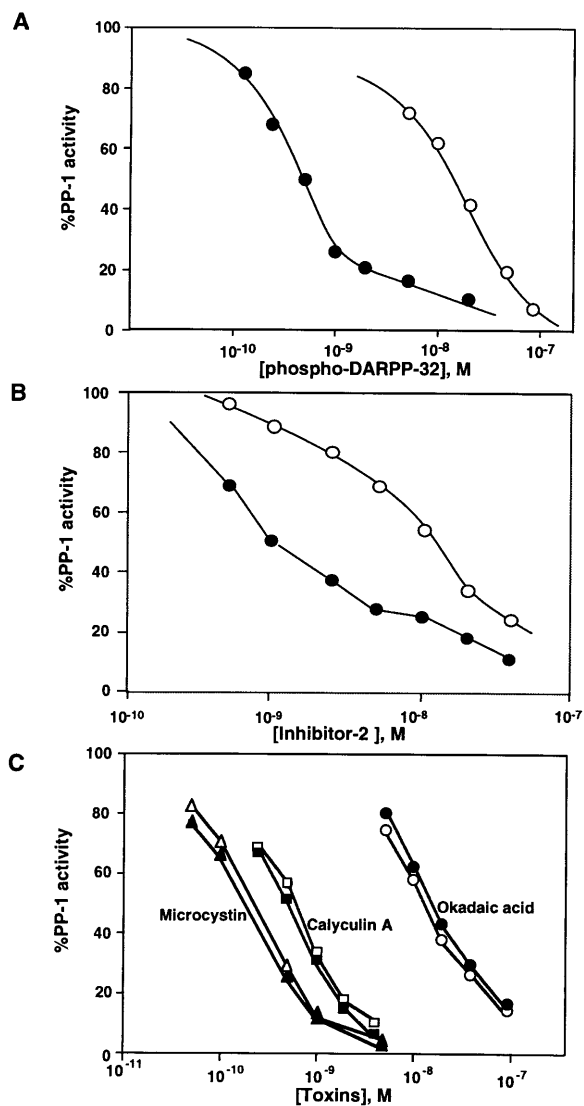 A
100
80
60
40
20
0
%PP-1 activity
10-10
10-9
10-8
10-7
[phospho-DARPP-32], M
B
100
80
60
40
20
0
%PP-1 activity
10-10
10-9
10-8
10-7
[Inhibitor-2 ], M
C
100
80
60
40
20
0
%PP-1 activity
Microcystin
Calyculin A
Okadaic acid
10-11
10-10
10-9
10-8
10-7
[Toxins], M